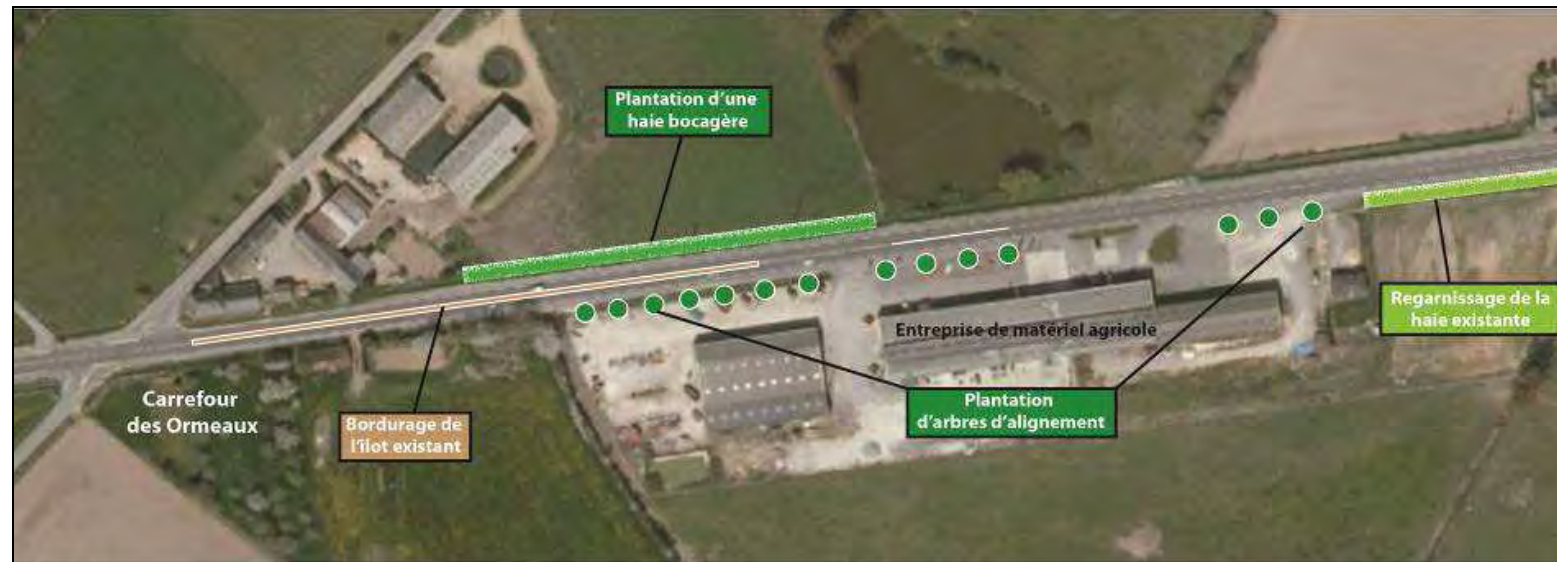 Plantation d'une
haie bocagère
Regarnissage de la
haie existante
Entreprise de matériel agricole
Carrefour
des Ormeaux
Bordurage de
l'îlot existant
Plantation
d'arbres d'alignement